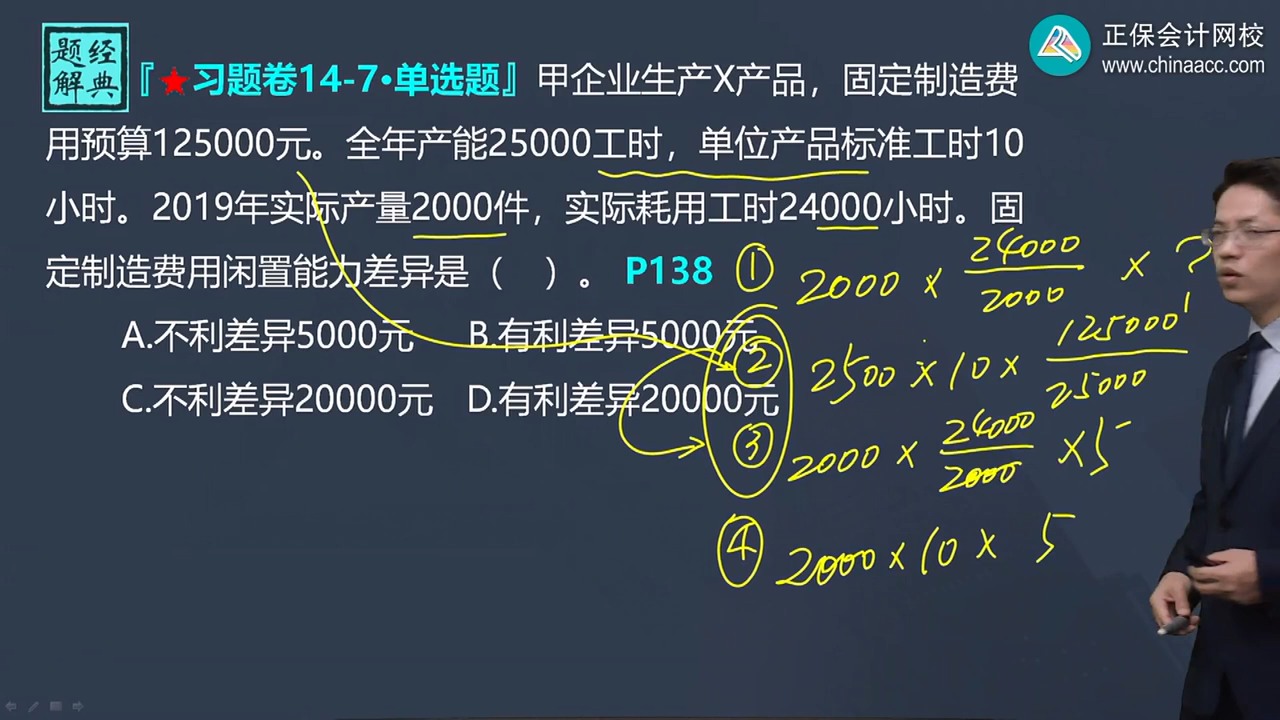 正保会计网校
www.chinaacc.com
经典题解
『★习题卷14-7•单选题』甲企业生产X产品，固定制造费
用预算125000元。全年产能25000工时，单位产品标准工时10
小时。2019年实际产量2000件，实际耗用工时24000小时。固
定制造费用闲置能力差异是（ ）。 P138
A.不利差异5000元 B.有利差异5000元
C.不利差异20000元 D.有利差异20000元
① 2000 × 24000/2000 × ?
② 2500 × 10 × 125000/25000
③ 2000 × 24000/2000 × 5
④ 2000 × 10 × 5